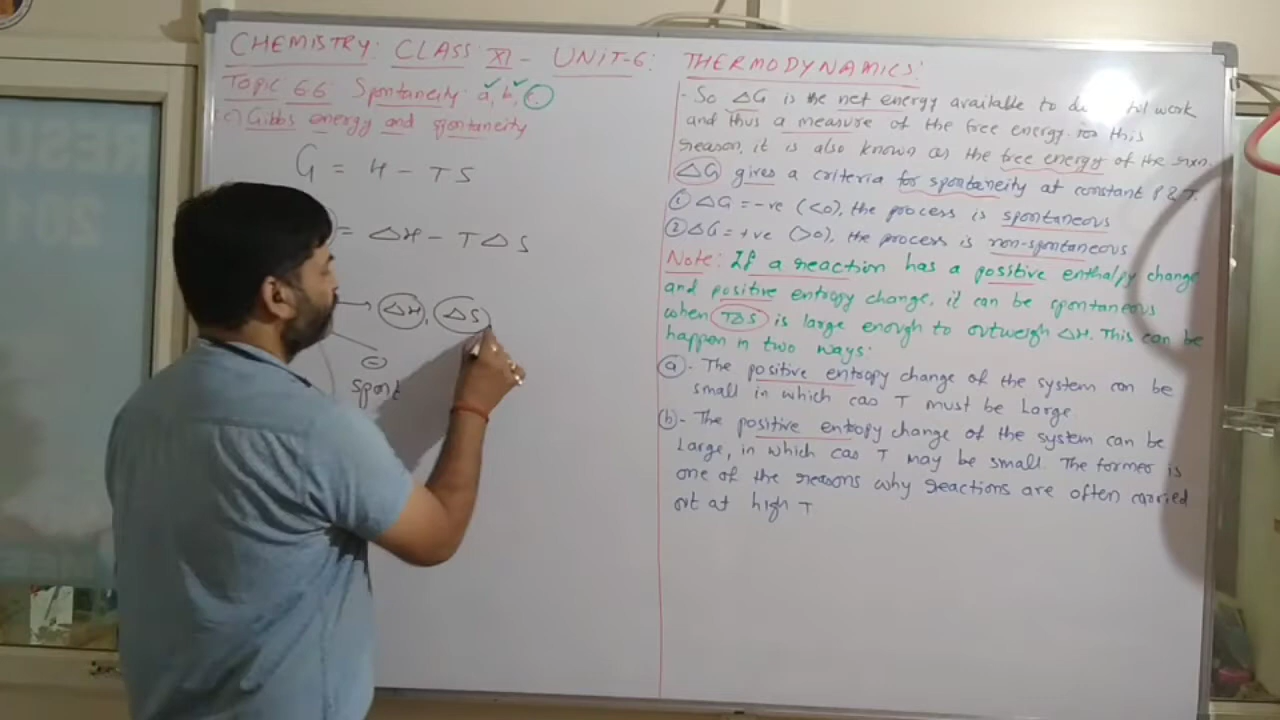 CHEMISTRY: CLASS XI - UNIT-6: THERMODYNAMICS:
Topic 6.6 Spontaneity: a, b, c.
c) Gibbs energy and spontaneity
G = H - TS
= ΔH - TΔS
→ ΔH, ΔS
-
Spont
- So ΔG is the net energy available to do work
and thus a measure of the free energy. For this
reason, it is also known as the free energy of the rxn.
ΔG gives a criteria for spontaneity at constant P & T.
① ΔG = -ve (<0), the process is spontaneous
② ΔG = +ve (>0), the process is non-spontaneous
Note: If a reaction has a positive enthalpy change
and positive entropy change, it can be spontaneous
when TΔS is large enough to outweigh ΔH. This can be
happen in two ways:
(a)- The positive entropy change of the system can be
small in which cas T must be Large
(b)- The positive entropy change of the system can be
Large, in which cas T may be small. The former is
one of the reasons why reactions are often carried
out at high T
RESU
201